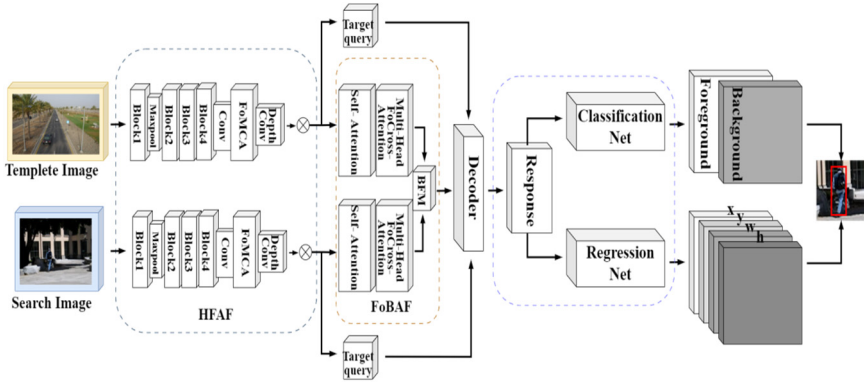 Target
query
Templete Image
Block1
Maxpool
Block2
Block3
Block4
Conv
FoMCA
Depth
Conv
Self- Attention
Multi-Head
FoCross-
Attention
BFM
Decoder
Response
Classification
Net
Foreground
Background
Search Image
Block1
Maxpool
Block2
Block3
Block4
Conv
FoMCA
Depth
Conv
HFAF
Self-Attention
Multi-Head
FoCross-
Attention
FoBAF
Regression
Net
x
y
w
h
Target
query